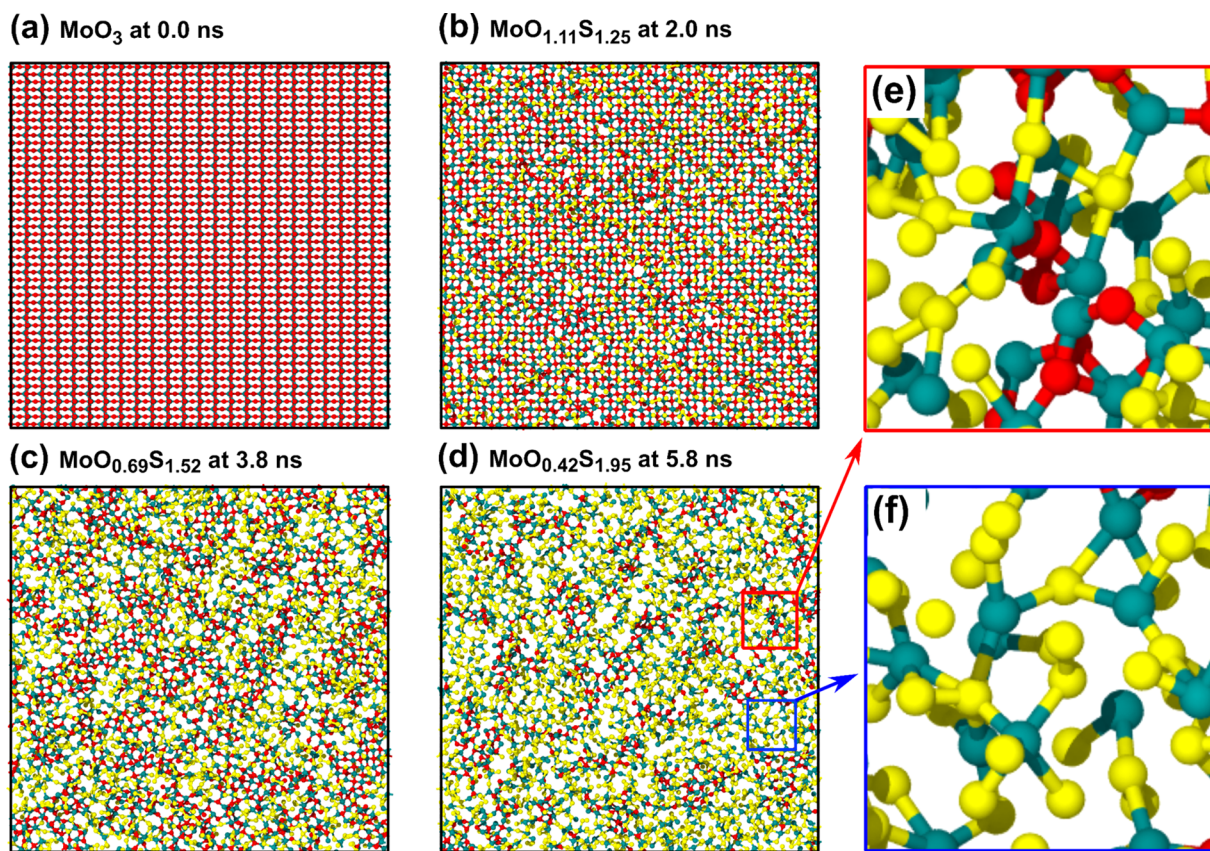 (a) MoO₃ at 0.0 ns
(b) MoO₁.₁₁S₁.₂₅ at 2.0 ns
(e)
(c) MoO₀.₆₉S₁.₅₂ at 3.8 ns
(d) MoO₀.₄₂S₁.₉₅ at 5.8 ns
(f)